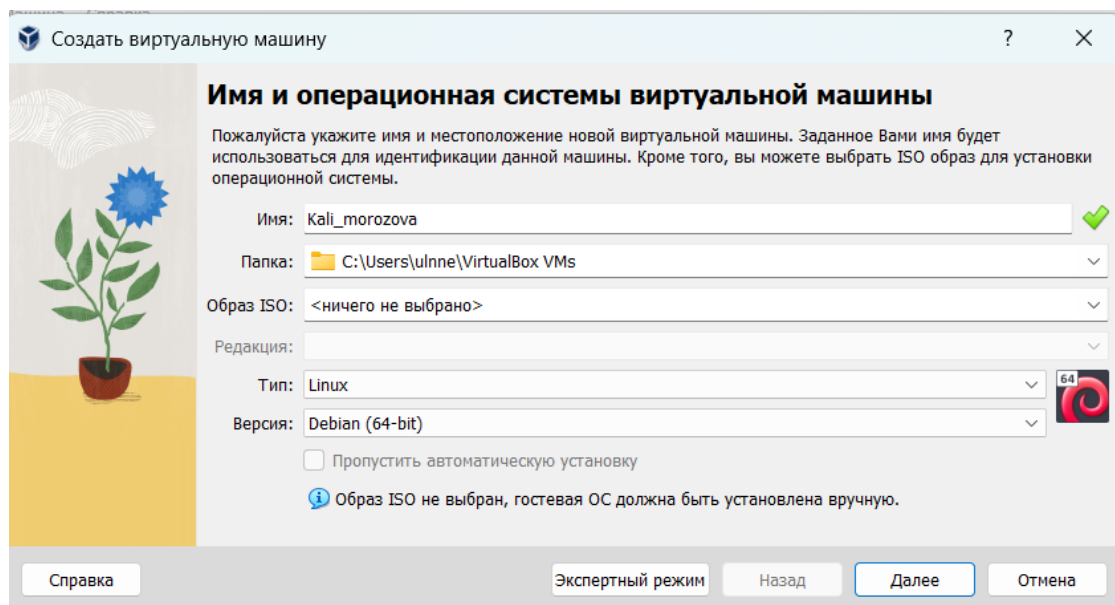 Создать виртуальную машину
?
Имя и операционная системы виртуальной машины
Пожалуйста укажите имя и местоположение новой виртуальной машины. Заданное Вами имя будет
использоваться для идентификации данной машины. Кроме того, вы можете выбрать ISO образ для установки
операционной системы.
Имя: Kali_morozova
Папка: C:\Users\ulnne\VirtualBox VMs
Образ ISO: <ничего не выбрано>
Редакция:
Тип: Linux
64
Версия: Debian (64-bit)
Пропустить автоматическую установку
Образ ISO не выбран, гостевая ОС должна быть установлена вручную.
Справка Экспертный режим Назад Далее Отмена